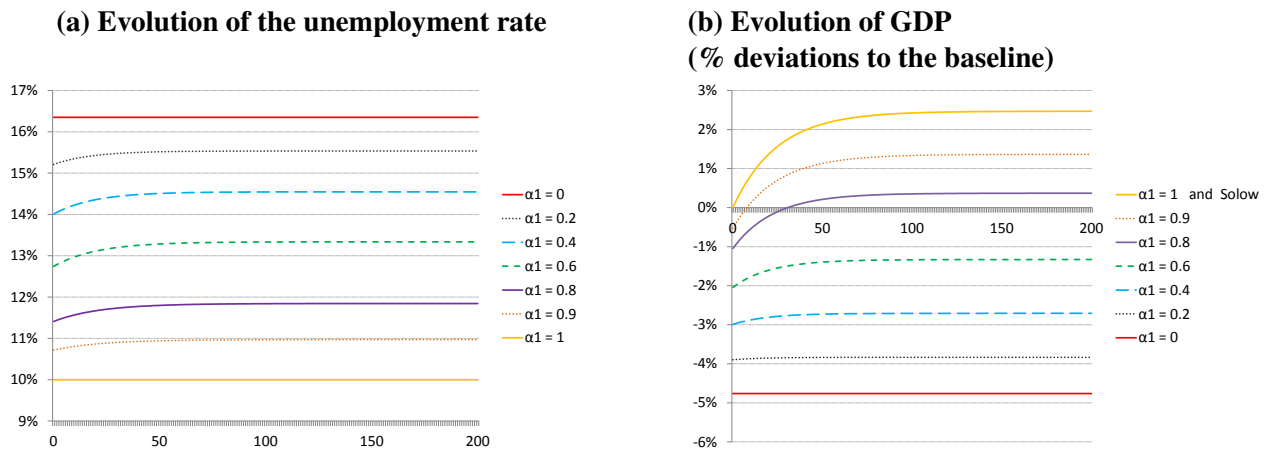 (a) Evolution of the unemployment rate
17%
16%
15%
14%
13%
12%
11%
10%
9%
0
50
100
150
200
α1 = 0
α1 = 0.2
α1 = 0.4
α1 = 0.6
α1 = 0.8
α1 = 0.9
α1 = 1
(b) Evolution of GDP
(% deviations to the baseline)
3%
2%
1%
0%
-1%
-2%
-3%
-4%
-5%
-6%
0
50
100
150
200
α1 = 1 and Solow
α1 = 0.9
α1 = 0.8
α1 = 0.6
α1 = 0.4
α1 = 0.2
α1 = 0